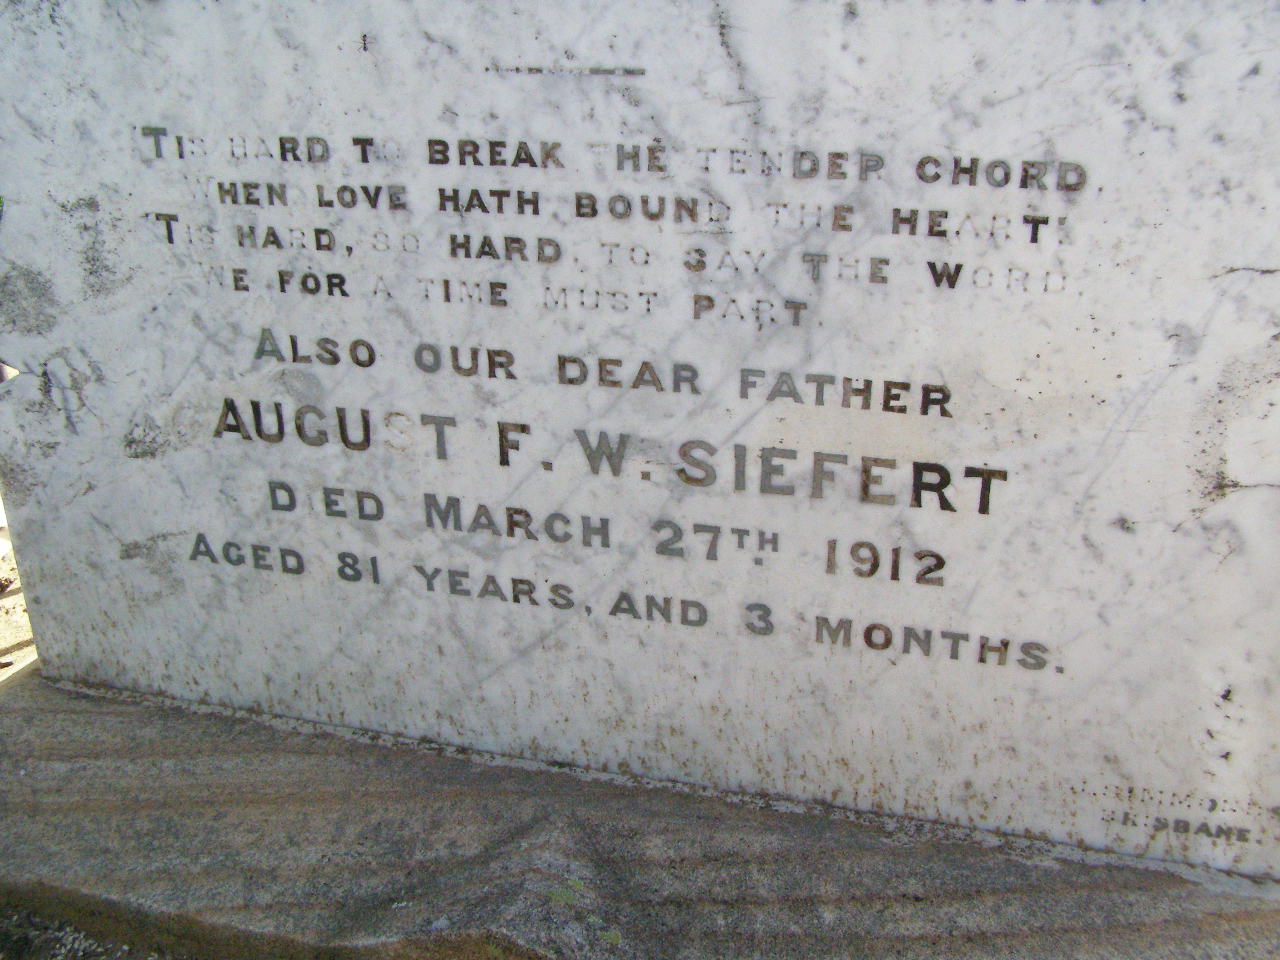 'TIS HARD TO BREAK THE TENDER CHORD,
WHEN LOVE HATH BOUND THE HEART;
'TIS HARD, SO HARD, TO SAY THE WORD,
WE FOR A TIME MUST PART.
ALSO OUR DEAR FATHER
AUGUST F. W. SIEFERT
DIED MARCH 27TH 1912
AGED 81 YEARS, AND 3 MONTHS.
BRISBANE.